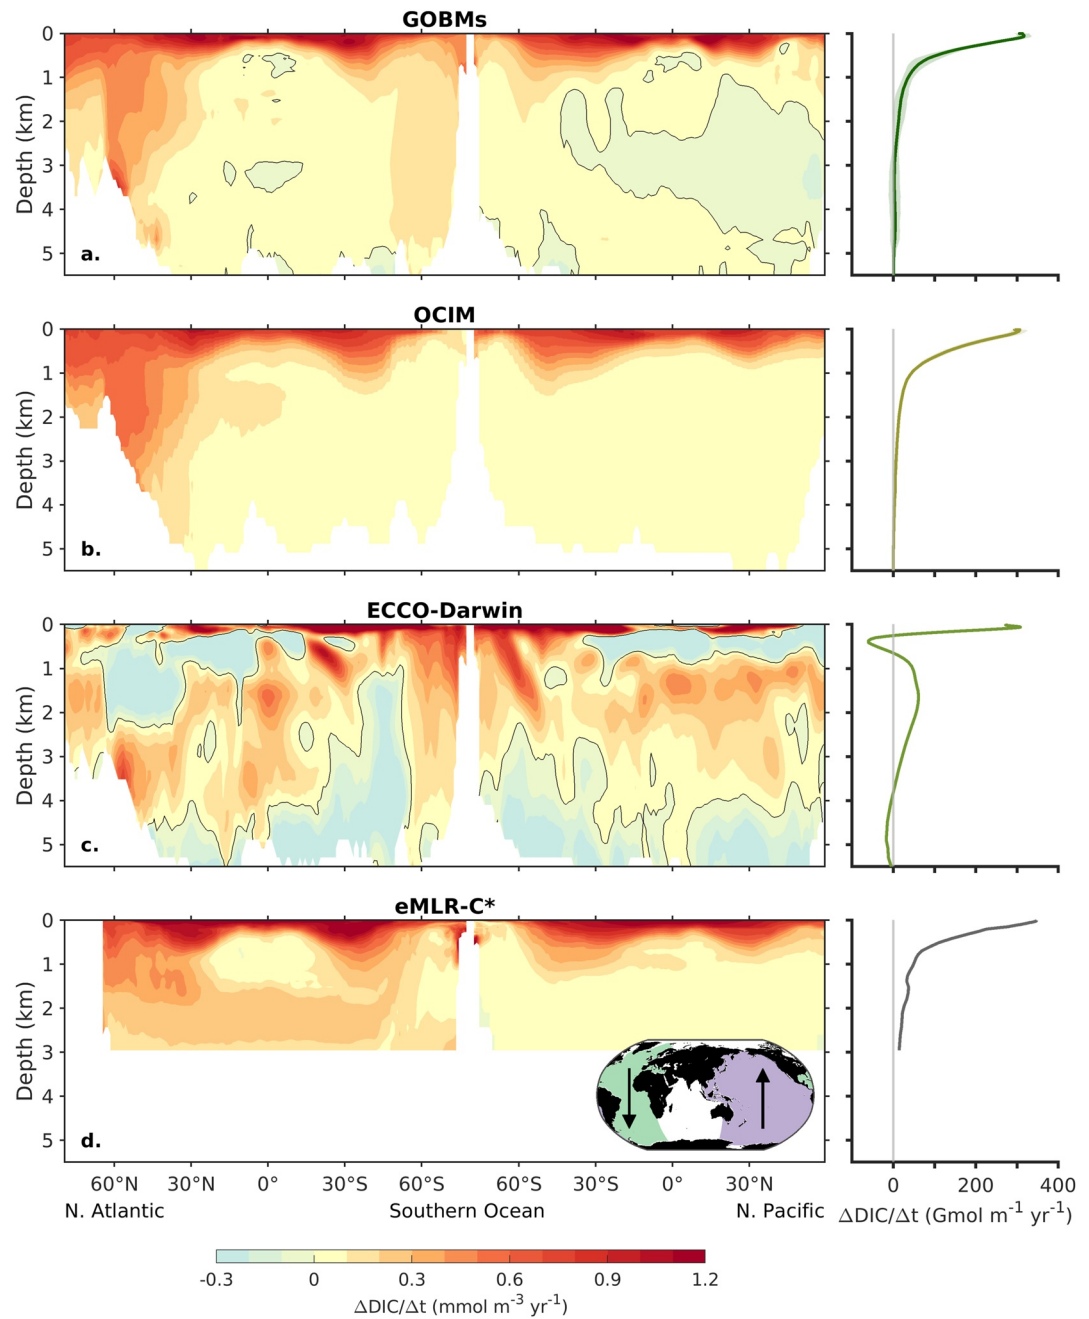 GOBMs
0
1
2
3
4
5
Depth (km)
a.
OCIM
0
1
2
3
4
5
Depth (km)
b.
ECCO-Darwin
0
1
2
3
4
5
Depth (km)
c.
eMLR-C*
0
1
2
3
4
5
Depth (km)
d.
60°N 30°N 0° 30°S 60°S 60°S 30°S 0° 30°N
N. Atlantic Southern Ocean N. Pacific
0 200 400
ΔDIC/Δt (Gmol m⁻¹ yr⁻¹)
-0.3 0 0.3 0.6 0.9 1.2
ΔDIC/Δt (mmol m⁻³ yr⁻¹)